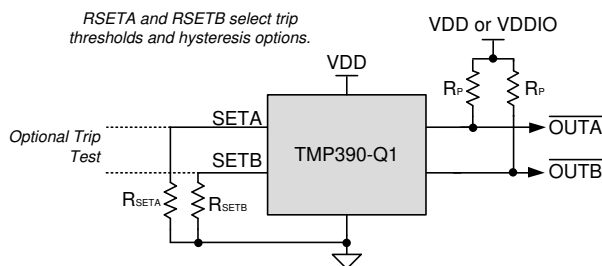 RSETA and RSETB select trip
thresholds and hysteresis options.
VDD or VDDIO
VDD
RP
RP
SETA
OUTA
Optional Trip
Test
SETB
TMP390-Q1
OUTB
RSETA
RSETB